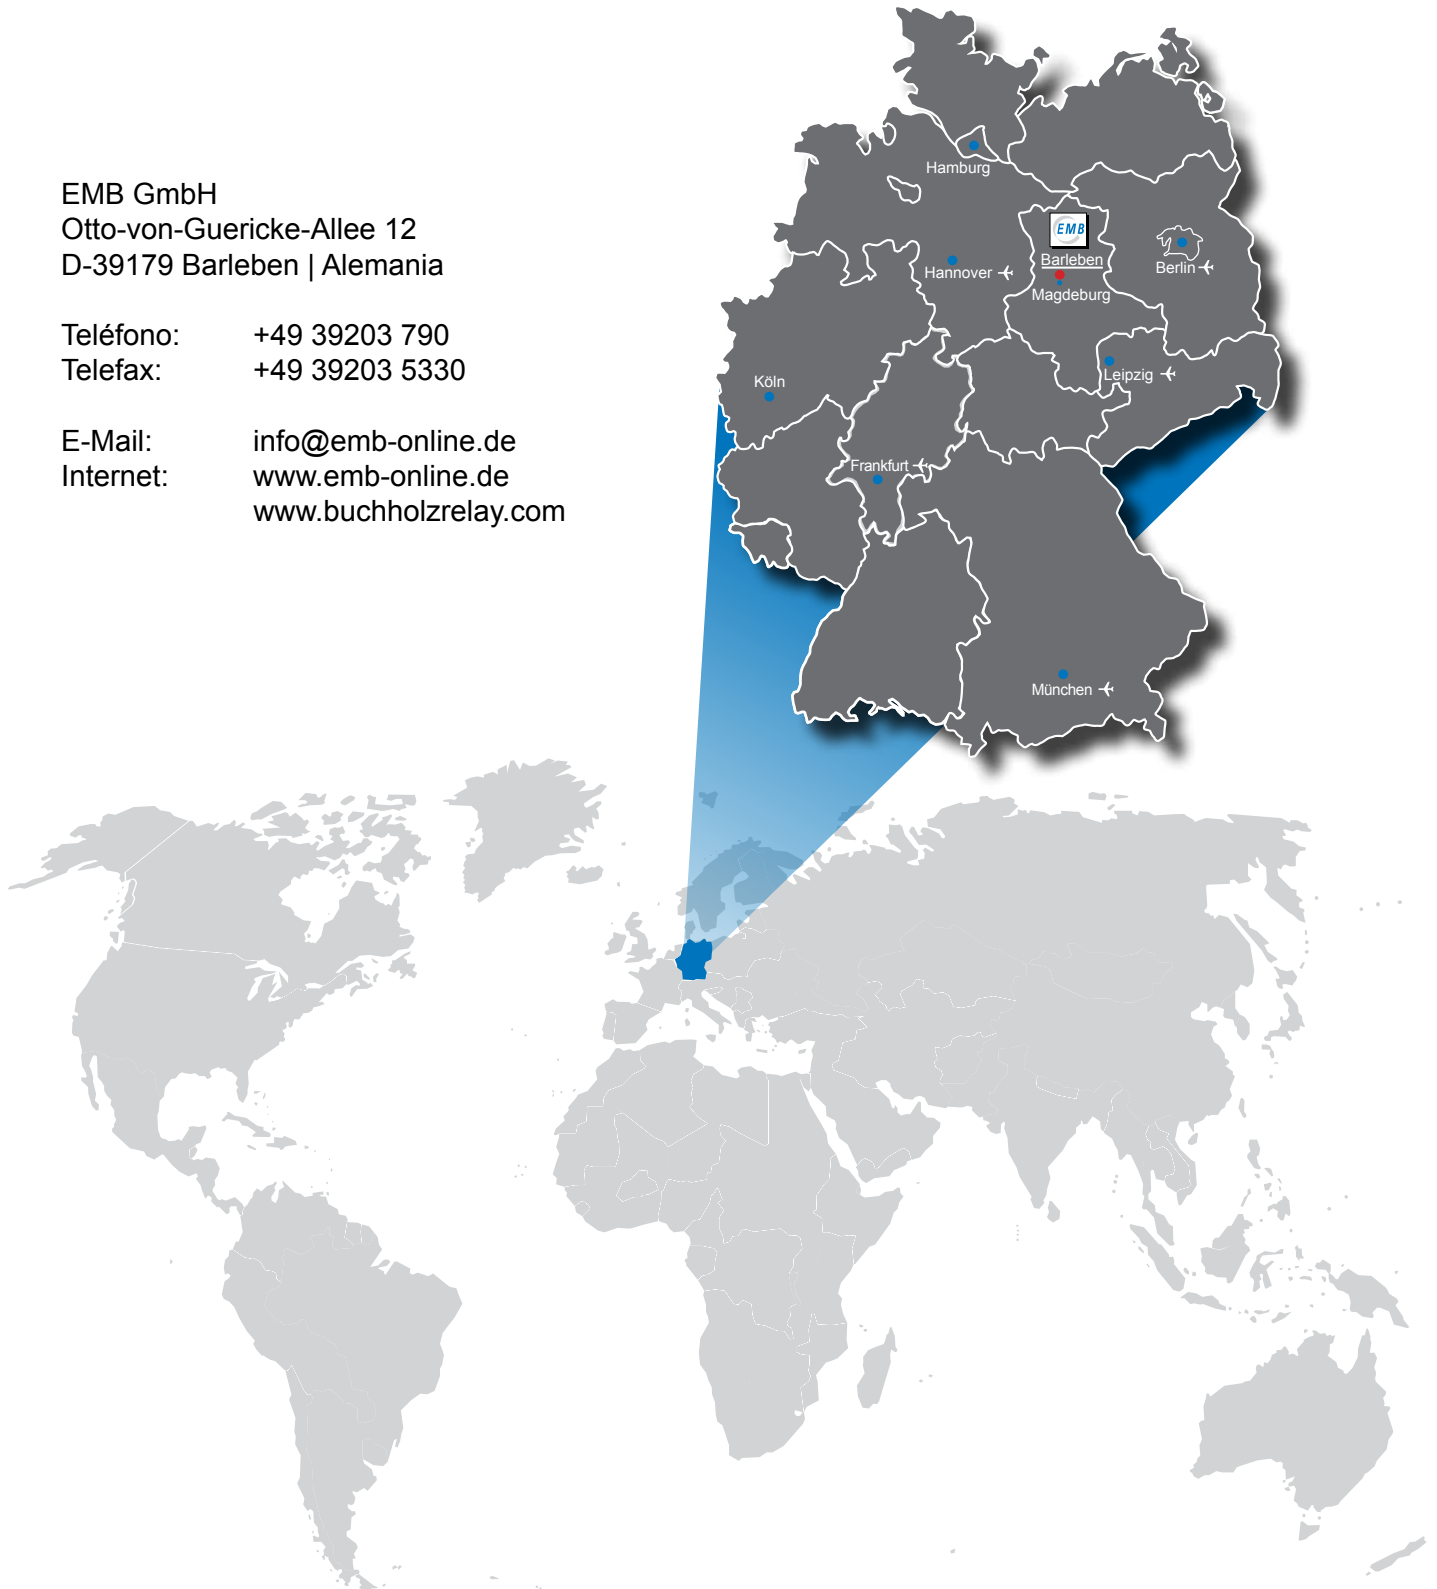 EMB GmbH
Otto-von-Guericke-Allee 12
D-39179 Barleben | Alemania
Teléfono: +49 39203 790
Telefax: +49 39203 5330
E-Mail: info@emb-online.de
Internet: www.emb-online.de
www.buchholzrelay.com
Hamburg
EMB
Barleben
Hannover
Berlin
Magdeburg
Leipzig
Köln
Frankfurt
München